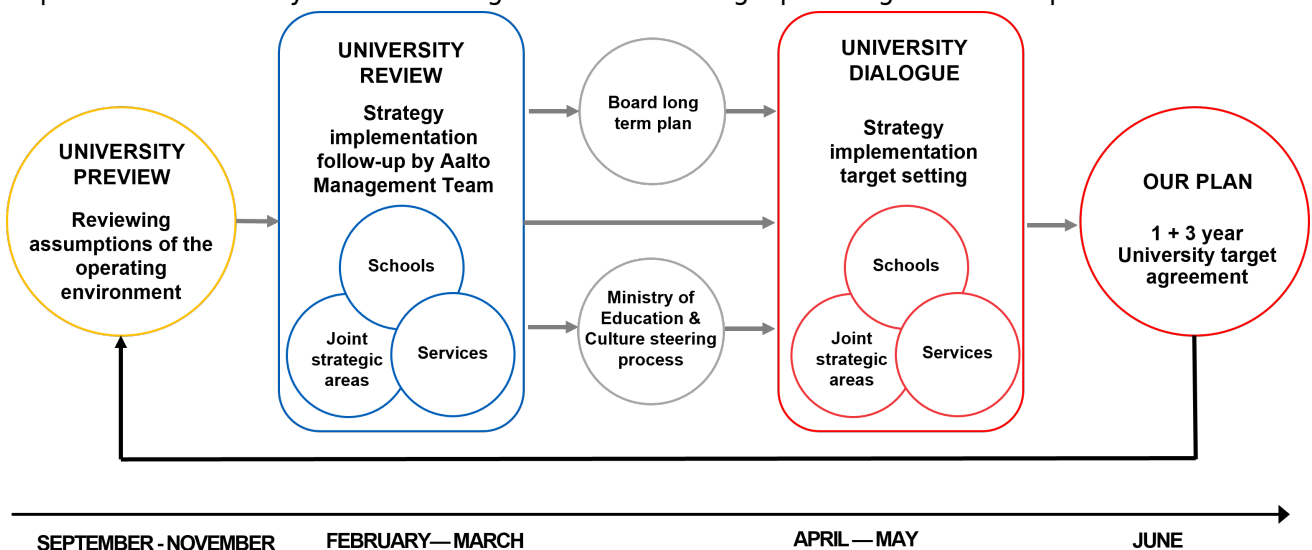 UNIVERSITY
PREVIEW
Reviewing
assumptions of the
operating
environment
UNIVERSITY
REVIEW
Strategy
implementation
follow-up by Aalto
Management Team
Schools
Joint
strategic
areas
Services
Board long
term plan
Ministry of
Education &
Culture steering
process
UNIVERSITY
DIALOGUE
Strategy
implementation
target setting
Schools
Joint
strategic
areas
Services
OUR PLAN
1 + 3 year
University target
agreement
SEPTEMBER - NOVEMBER
FEBRUARY— MARCH
APRIL — MAY
JUNE